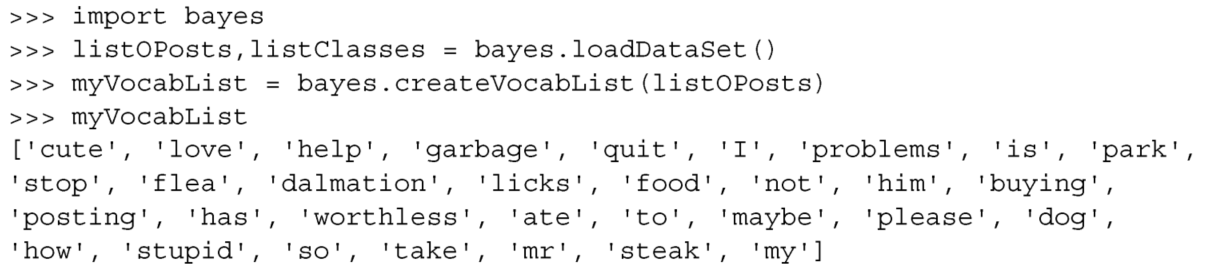 >>> import bayes
>>> listOPosts,listClasses = bayes.loadDataSet()
>>> myVocabList = bayes.createVocabList(listOPosts)
>>> myVocabList
['cute', 'love', 'help', 'garbage', 'quit', 'I', 'problems', 'is', 'park',
'stop', 'flea', 'dalmation', 'licks', 'food', 'not', 'him', 'buying',
'posting', 'has', 'worthless', 'ate', 'to', 'maybe', 'please', 'dog',
'how', 'stupid', 'so', 'take', 'mr', 'steak', 'my']